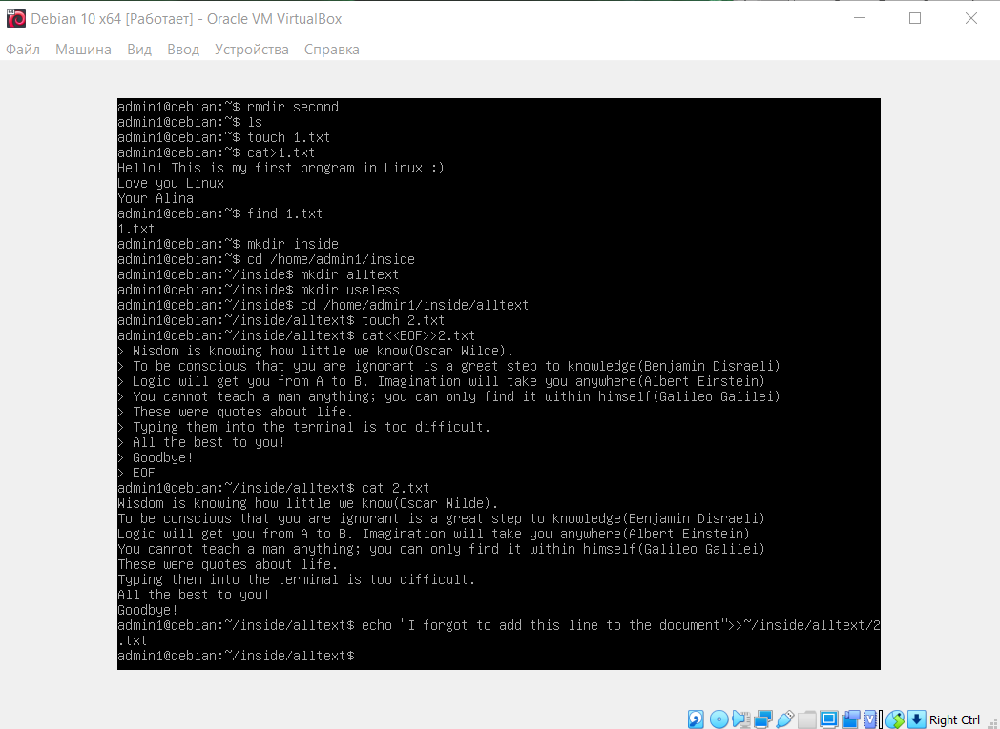 Debian 10 x64 [Работает] - Oracle VM VirtualBox
Файл Машина Вид Ввод Устройства Справка
admin1@debian:~$ rmdir second
admin1@debian:~$ ls
admin1@debian:~$ touch 1.txt
admin1@debian:~$ cat>1.txt
Hello! This is my first program in Linux :)
Love you Linux
Your Alina
admin1@debian:~$ find 1.txt
1.txt
admin1@debian:~$ mkdir inside
admin1@debian:~$ cd /home/admin1/inside
admin1@debian:~/inside$ mkdir alltext
admin1@debian:~/inside$ mkdir useless
admin1@debian:~/inside$ cd /home/admin1/inside/alltext
admin1@debian:~/inside/alltext$ touch 2.txt
admin1@debian:~/inside/alltext$ cat<<EOF>>2.txt
> Wisdom is knowing how little we know(Oscar Wilde).
> To be conscious that you are ignorant is a great step to knowledge(Benjamin Disraeli)
> Logic will get you from A to B. Imagination will take you anywhere(Albert Einstein)
> You cannot teach a man anything; you can only find it within himself(Galileo Galilei)
> These were quotes about life.
> Typing them into the terminal is too difficult.
> All the best to you!
> Goodbye!
> EOF
admin1@debian:~/inside/alltext$ cat 2.txt
Wisdom is knowing how little we know(Oscar Wilde).
To be conscious that you are ignorant is a great step to knowledge(Benjamin Disraeli)
Logic will get you from A to B. Imagination will take you anywhere(Albert Einstein)
You cannot teach a man anything; you can only find it within himself(Galileo Galilei)
These were quotes about life.
Typing them into the terminal is too difficult.
All the best to you!
Goodbye!
admin1@debian:~/inside/alltext$ echo "I forgot to add this line to the document">>~/inside/alltext/2
.txt
admin1@debian:~/inside/alltext$
Right Ctrl